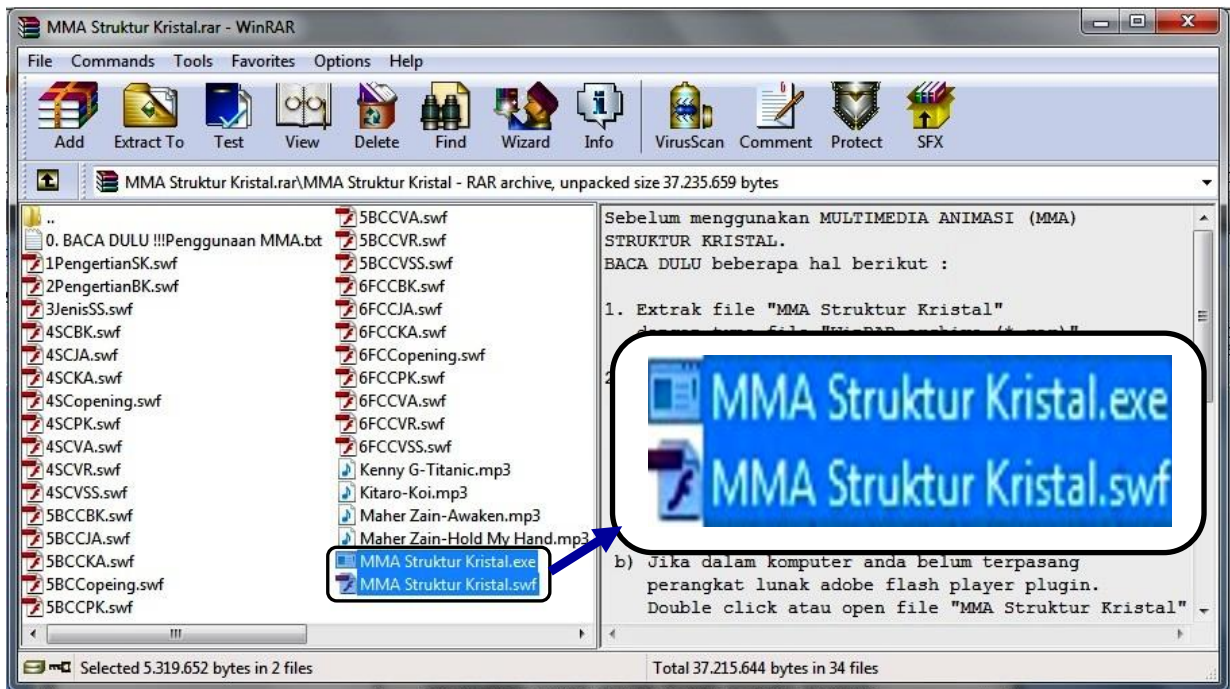 MMA Struktur Kristal.rar - WinRAR
File Commands Tools Favorites Options Help
Add Extract To Test View Delete Find Wizard Info VirusScan Comment Protect SFX
MMA Struktur Kristal.rar\MMA Struktur Kristal - RAR archive, unpacked size 37.235.659 bytes
..
0. BACA DULU !!!Penggunaan MMA.txt
1PengertianSK.swf
2PengertianBK.swf
3JenisSS.swf
4SCBK.swf
4SCJA.swf
4SCKA.swf
4SCopening.swf
4SCPK.swf
4SCVA.swf
4SCVR.swf
4SCVSS.swf
5BCCBK.swf
5BCCJA.swf
5BCCKA.swf
5BCCopeing.swf
5BCCPK.swf
5BCCVA.swf
5BCCVR.swf
5BCCVSS.swf
6FCCBK.swf
6FCCJA.swf
6FCCKA.swf
6FCCopening.swf
6FCCPK.swf
6FCCVA.swf
6FCCVR.swf
6FCCVSS.swf
Kenny G-Titanic.mp3
Kitaro-Koi.mp3
Maher Zain-Awaken.mp3
Maher Zain-Hold My Hand.mp3
MMA Struktur Kristal.exe
MMA Struktur Kristal.swf
Sebelum menggunakan MULTIMEDIA ANIMASI (MMA)
STRUKTUR KRISTAL.
BACA DULU beberapa hal berikut :
1. Extrak file "MMA Struktur Kristal"
dengan type file "WinRAR archive (*.rar)"
2
MMA Struktur Kristal.exe
MMA Struktur Kristal.swf
b) Jika dalam komputer anda belum terpasang
perangkat lunak adobe flash player plugin.
Double click atau open file "MMA Struktur Kristal"
Selected 5.319.652 bytes in 2 files
Total 37.215.644 bytes in 34 files